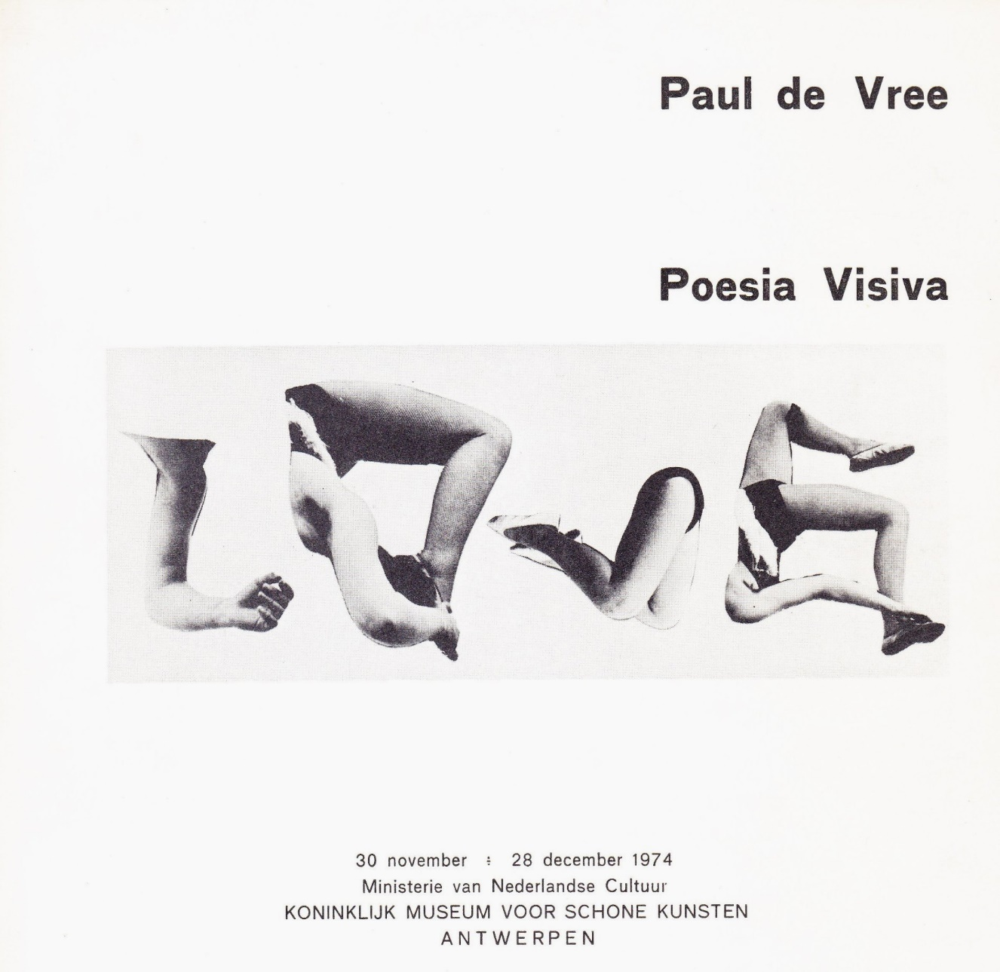 Paul de Vree
Poesia Visiva
LOVE
30 november ÷ 28 december 1974
Ministerie van Nederlandse Cultuur
KONINKLIJK MUSEUM VOOR SCHONE KUNSTEN
ANTWERPEN